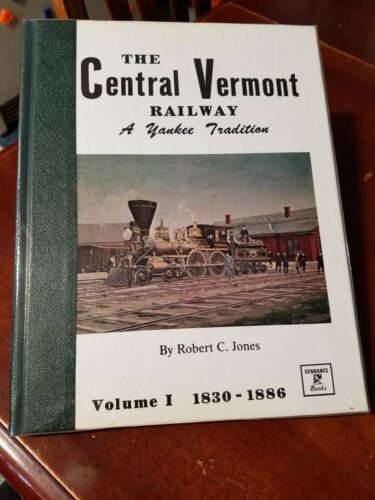 THE
Central Vermont
RAILWAY
A Yankee Tradition
By Robert C. Jones
Volume I 1830-1886
SUNDANCE
Books